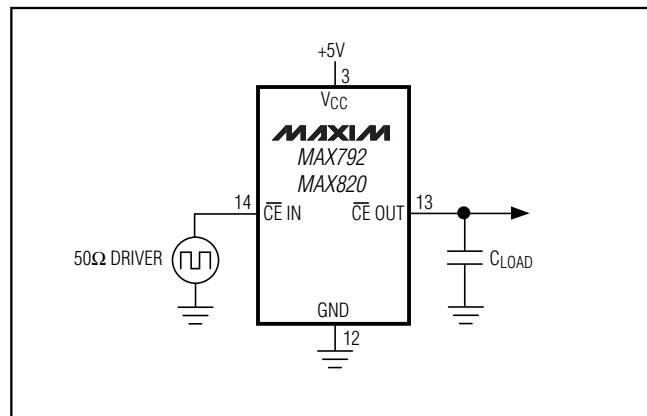 +5V
3
VCC
MAXIM
MAX792
MAX820
14
CE IN
CE OUT
13
50Ω DRIVER
CLOAD
GND
12